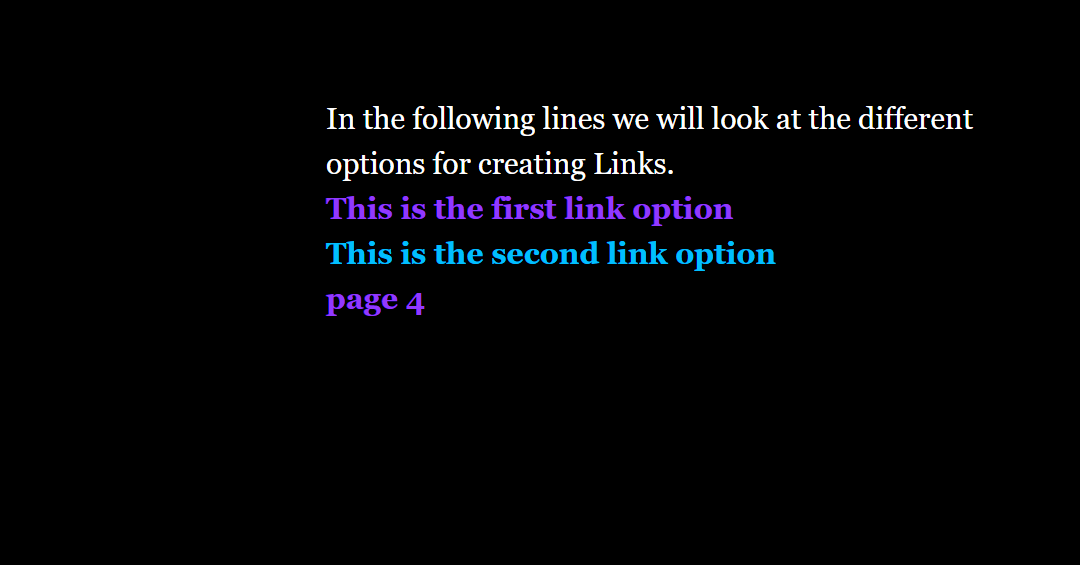 In the following lines we will look at the different
options for creating Links.
This is the first link option
This is the second link option
page 4